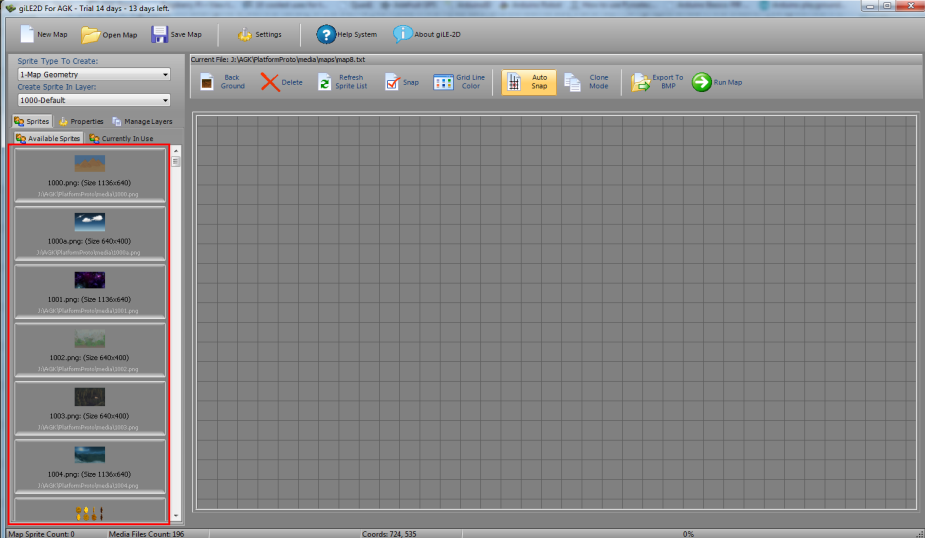 giLE2D For AGK - Trial 14 days - 13 days left.
New Map Open Map Save Map Settings Help System About giLE-2D
Sprite Type To Create:
1-Map Geometry
Create Sprite In Layer:
1000-Default
Sprites Properties Manage Layers
Available Sprites Currently In Use
1000.png: (Size 1136x640)
J:\AGK\PlatformProto\media\1000.png
1000a.png: (Size 640x400)
J:\AGK\PlatformProto\media\1000a.png
1001.png: (Size 1136x640)
J:\AGK\PlatformProto\media\1001.png
1002.png: (Size 640x400)
J:\AGK\PlatformProto\media\1002.png
1003.png: (Size 640x400)
J:\AGK\PlatformProto\media\1003.png
1004.png: (Size 1136x640)
J:\AGK\PlatformProto\media\1004.png
Current File: J:\AGK\PlatformProto\media\maps\map8.txt
Back Ground Delete Refresh Sprite List Snap Grid Line Color Auto Snap Clone Mode Export To BMP Run Map
Map Sprite Count: 0 Media Files Count: 196 Coords: 724, 535 0%